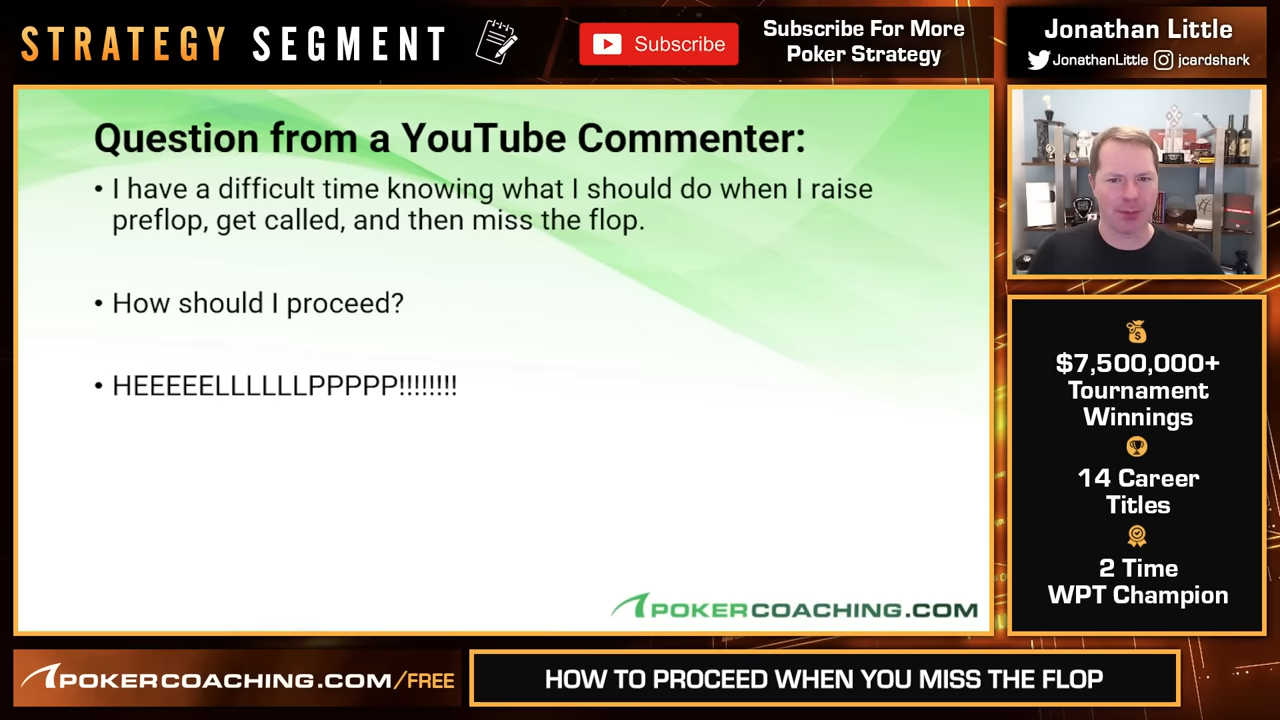 STRATEGY SEGMENT
Subscribe
Subscribe For More
Poker Strategy
Jonathan Little
JonathanLittle jcardshark
Question from a YouTube Commenter:
• I have a difficult time knowing what I should do when I raise
preflop, get called, and then miss the flop.
• How should I proceed?
• HEEEEELLLLLLPPPPP!!!!!!!!
POKERCOACHING.COM
$7,500,000+
Tournament
Winnings
14 Career
Titles
2 Time
WPT Champion
POKERCOACHING.COM/FREE
HOW TO PROCEED WHEN YOU MISS THE FLOP